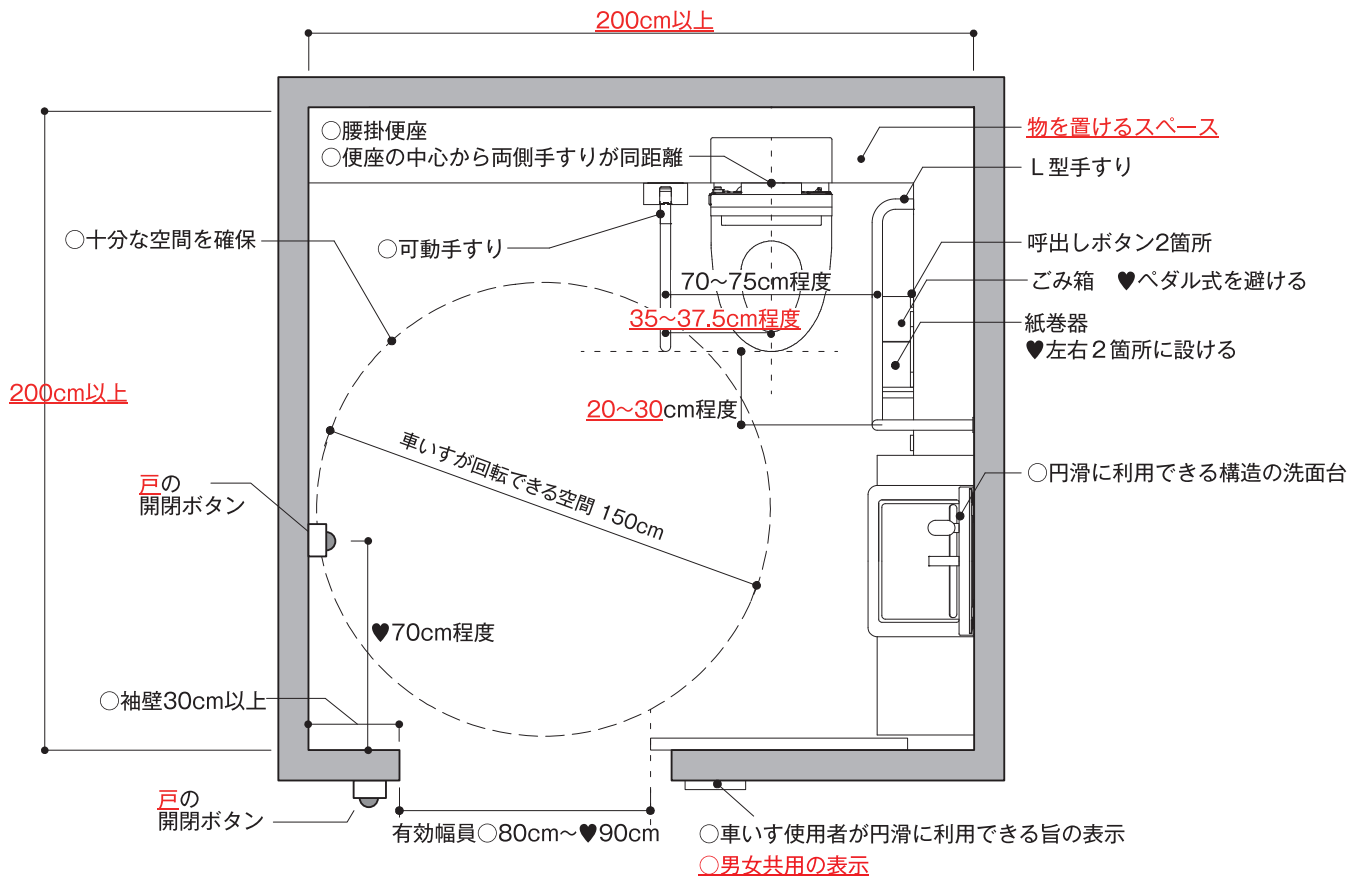 200cm以上
○腰掛便座
○便座の中心から両側手すりが同距離
物を置けるスペース
L型手すり
○十分な空間を確保
○可動手すり
呼出しボタン2箇所
70～75cm程度
ごみ箱　♥ペダル式を避ける
35～37.5cm程度
紙巻器
♥左右２箇所に設ける
200cm以上
20～30cm程度
車いすが回転できる空間 150cm
○円滑に利用できる構造の洗面台
戸の
開閉ボタン
♥70cm程度
○袖壁30cm以上
戸の
開閉ボタン
有効幅員○80cm～♥90cm
○車いす使用者が円滑に利用できる旨の表示
○男女共用の表示